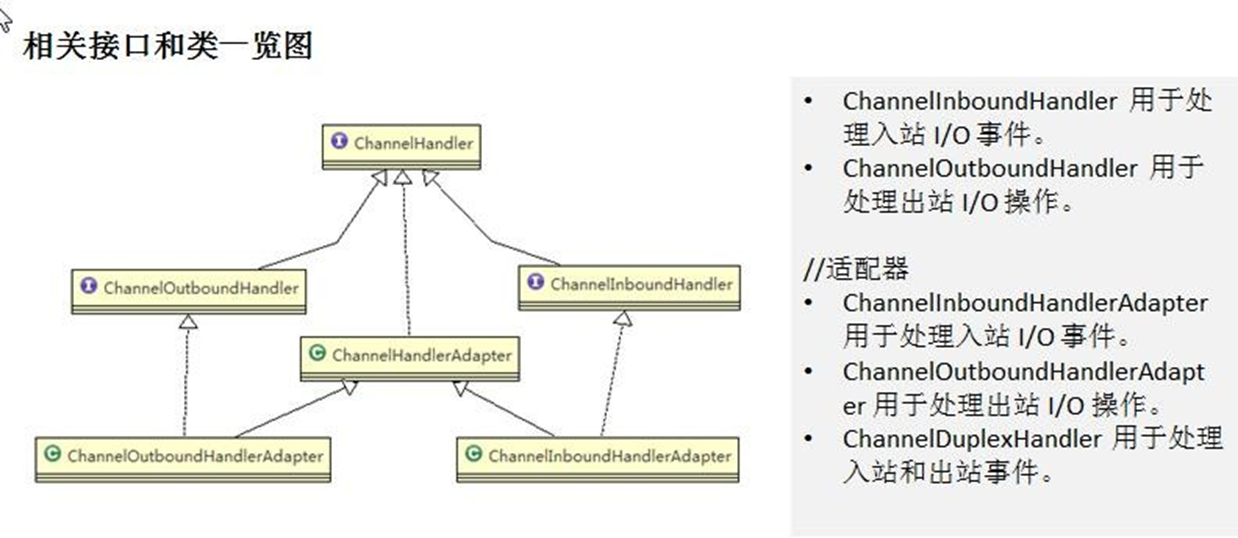 相关接口和类一览图
ChannelHandler
ChannelOutboundHandler
ChannelInboundHandler
ChannelHandlerAdapter
ChannelOutboundHandlerAdapter
ChannelInboundHandlerAdapter
• ChannelInboundHandler 用于处
理入站 I/O 事件。
• ChannelOutboundHandler 用于
处理出站 I/O 操作。
//适配器
• ChannelInboundHandlerAdapter
用于处理入站 I/O 事件。
• ChannelOutboundHandlerAdapt
er 用于处理出站 I/O 操作。
• ChannelDuplexHandler 用于处理
入站和出站事件。